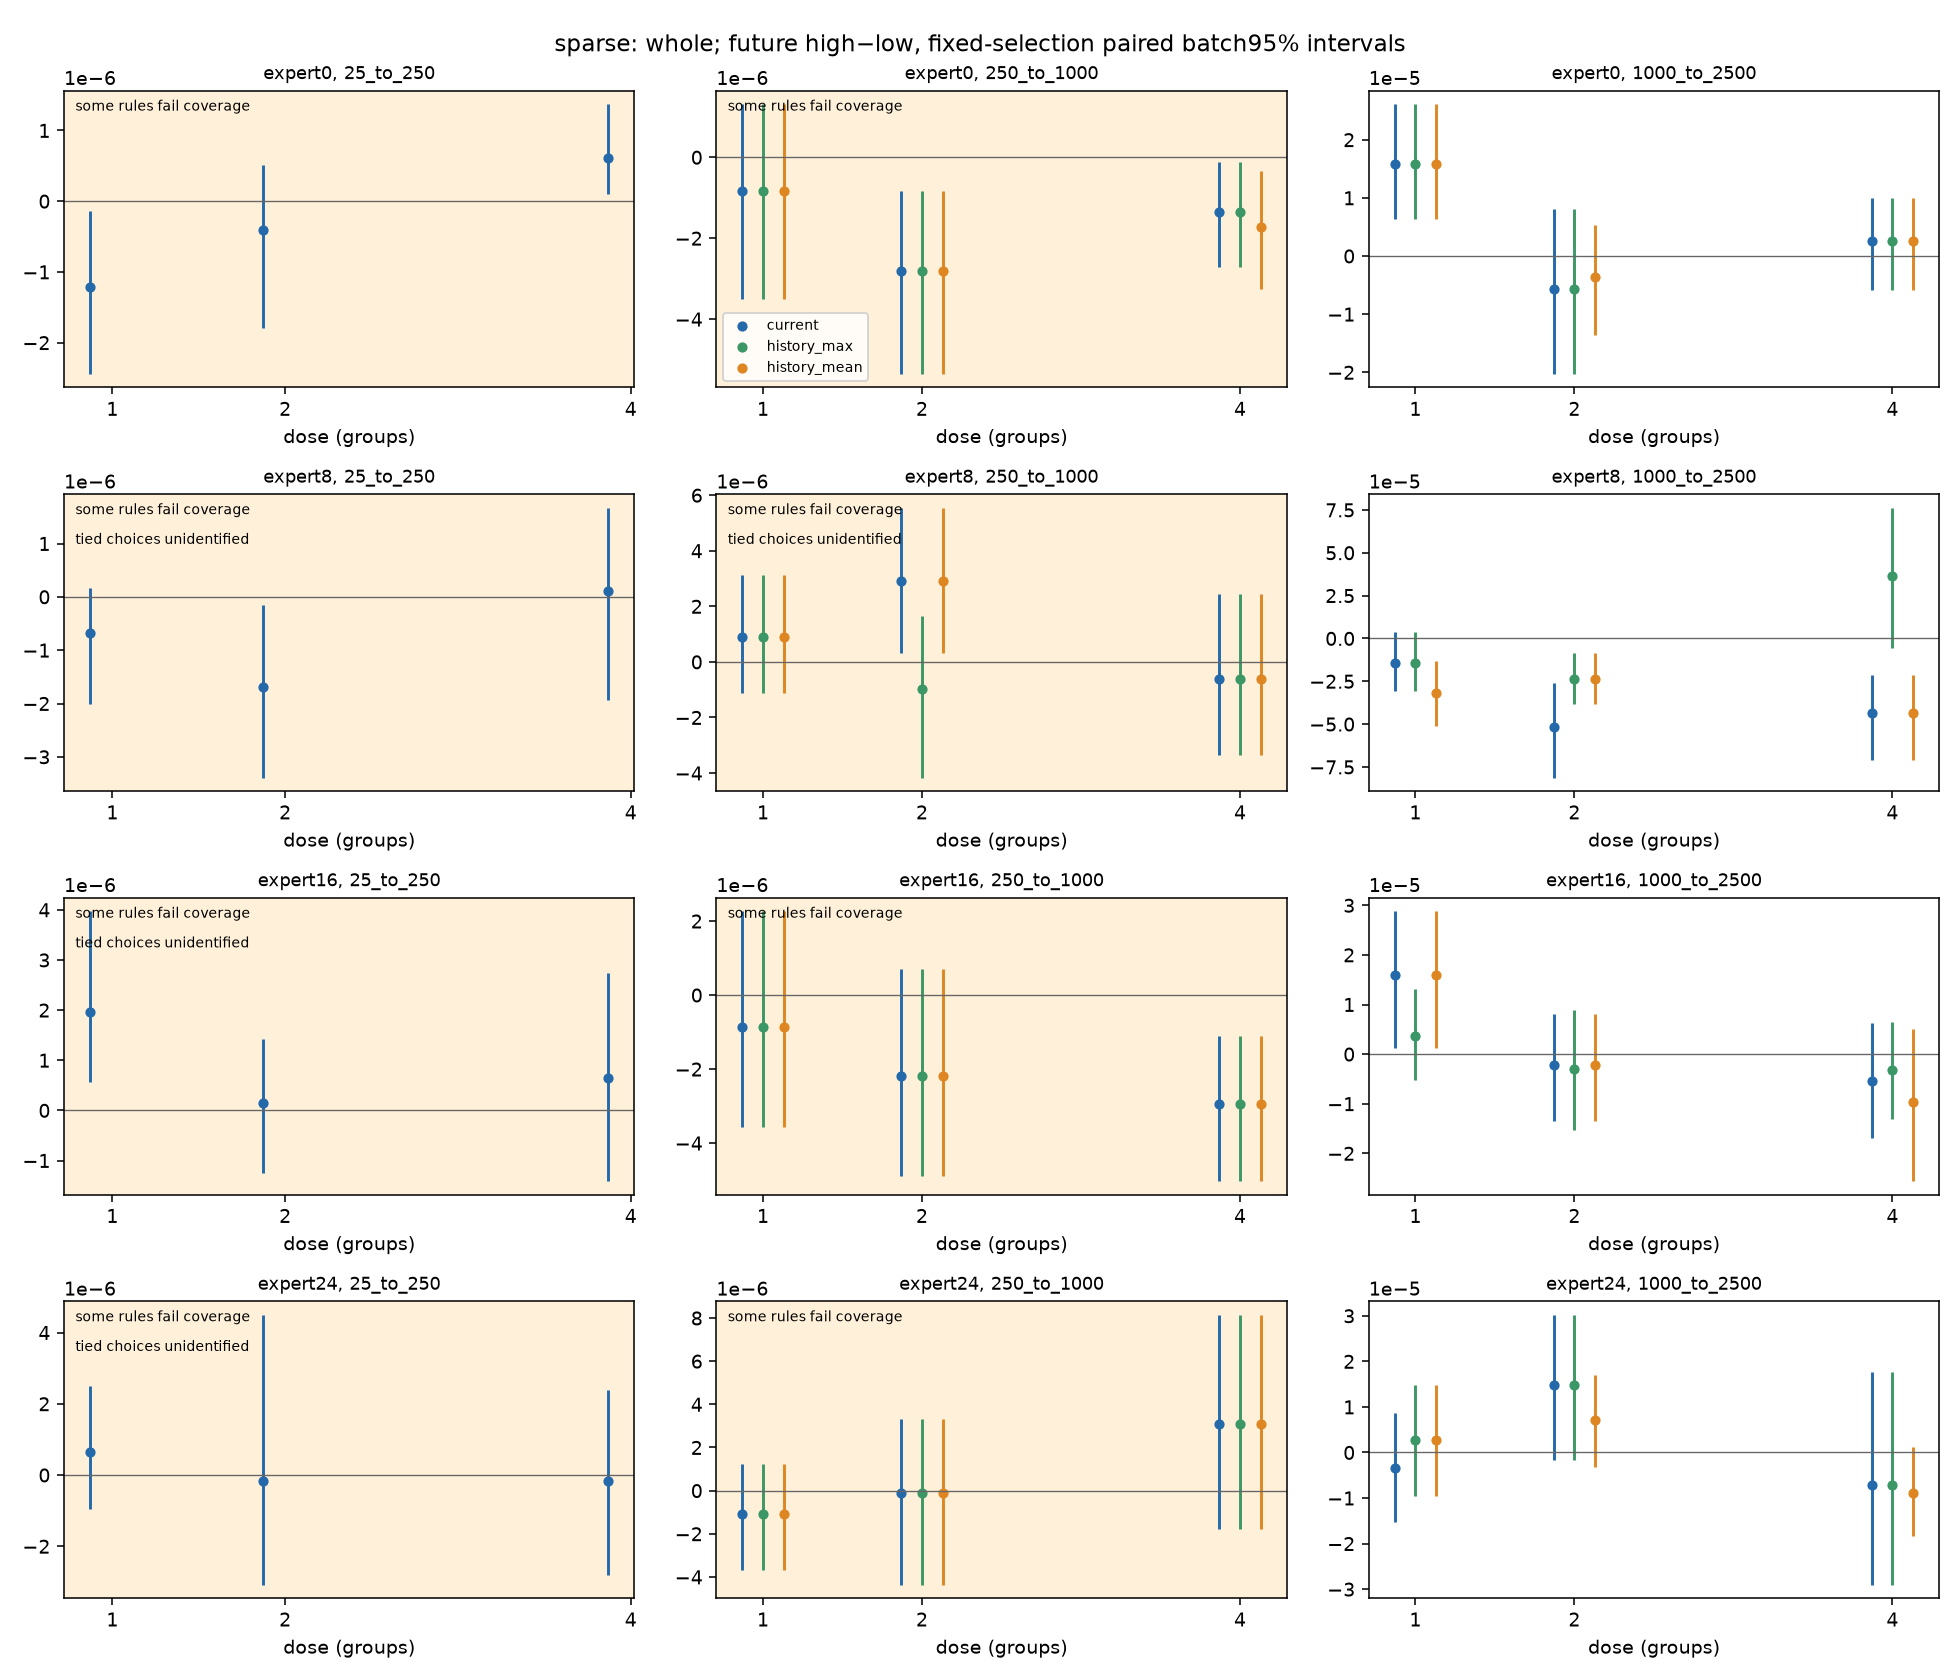 sparse: whole; future high−low, fixed-selection paired batch95% intervals
expert0, 25_to_250
1e−6
some rules fail coverage
1
0
−1
−2
1
2
4
dose (groups)
expert0, 250_to_1000
1e−6
some rules fail coverage
0
−2
−4
current
history_max
history_mean
1
2
4
dose (groups)
expert0, 1000_to_2500
1e−5
2
1
0
−1
−2
1
2
4
dose (groups)
expert8, 25_to_250
1e−6
some rules fail coverage
tied choices unidentified
1
0
−1
−2
−3
1
2
4
dose (groups)
expert8, 250_to_1000
1e−6
some rules fail coverage
tied choices unidentified
6
4
2
0
−2
−4
1
2
4
dose (groups)
expert8, 1000_to_2500
1e−5
7.5
5.0
2.5
0.0
−2.5
−5.0
−7.5
1
2
4
dose (groups)
expert16, 25_to_250
1e−6
some rules fail coverage
tied choices unidentified
4
3
2
1
0
−1
1
2
4
dose (groups)
expert16, 250_to_1000
1e−6
some rules fail coverage
2
0
−2
−4
1
2
4
dose (groups)
expert16, 1000_to_2500
1e−5
3
2
1
0
−1
−2
1
2
4
dose (groups)
expert24, 25_to_250
1e−6
some rules fail coverage
tied choices unidentified
4
2
0
−2
1
2
4
dose (groups)
expert24, 250_to_1000
1e−6
some rules fail coverage
8
6
4
2
0
−2
−4
1
2
4
dose (groups)
expert24, 1000_to_2500
1e−5
3
2
1
0
−1
−2
−3
1
2
4
dose (groups)